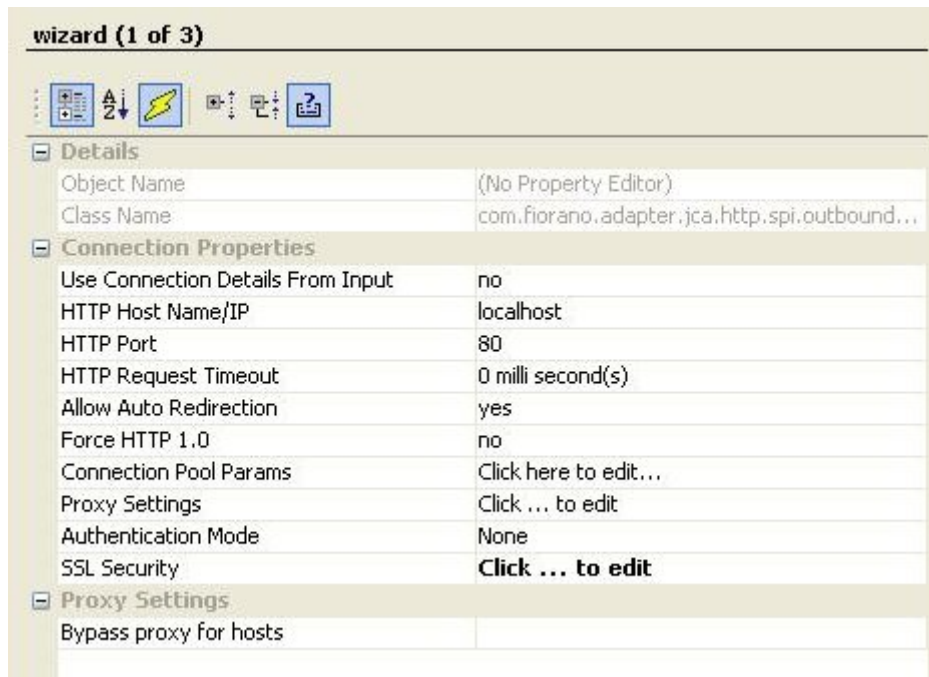 wizard (1 of 3)
A
Z
Details
Object Name (No Property Editor)
Class Name com.fiorano.adapter.jca.http.spi.outbound...
Connection Properties
Use Connection Details From Input no
HTTP Host Name/IP localhost
HTTP Port 80
HTTP Request Timeout 0 milli second(s)
Allow Auto Redirection yes
Force HTTP 1.0 no
Connection Pool Params Click here to edit...
Proxy Settings Click ... to edit
Authentication Mode None
SSL Security Click ... to edit
Proxy Settings
Bypass proxy for hosts